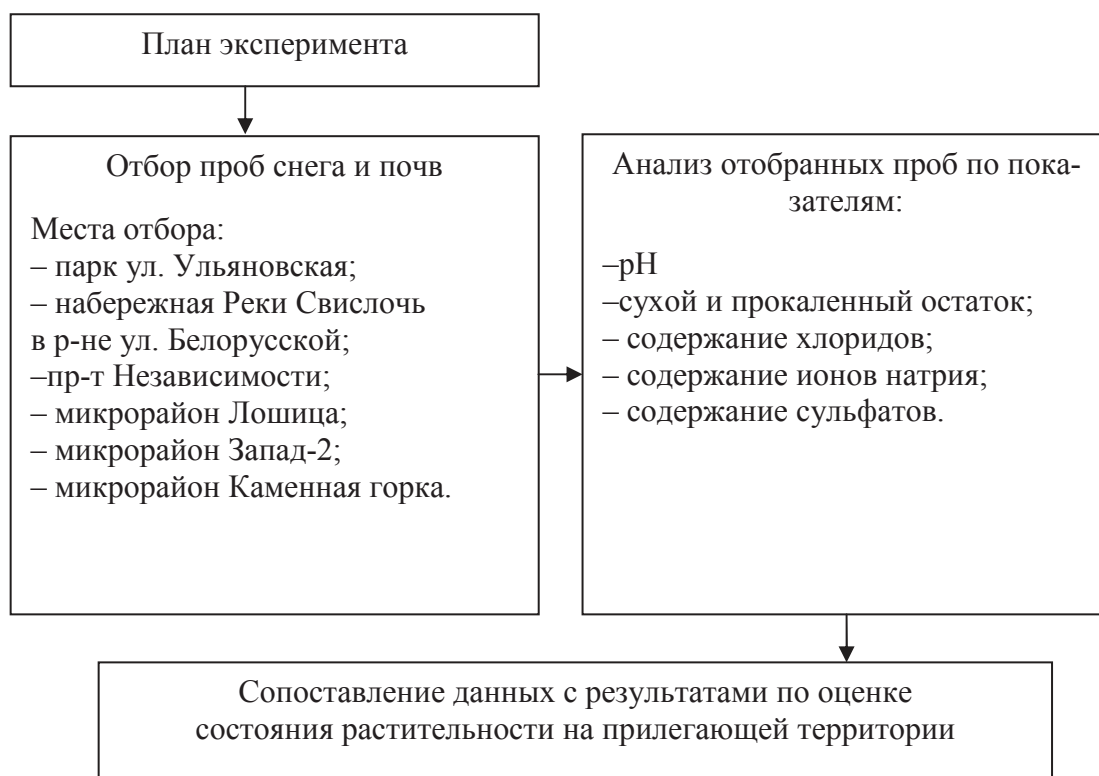 План эксперимента
Отбор проб снега и почв
Места отбора:
– парк ул. Ульяновская;
– набережная Реки Свислочь
в р-не ул. Белорусской;
–пр-т Независимости;
– микрорайон Лошица;
– микрорайон Запад-2;
– микрорайон Каменная горка.
Анализ отобранных проб по пока-
зателям:
–pH
–сухой и прокаленный остаток;
– содержание хлоридов;
– содержание ионов натрия;
– содержание сульфатов.
Сопоставление данных с результатами по оценке
состояния растительности на прилегающей территории